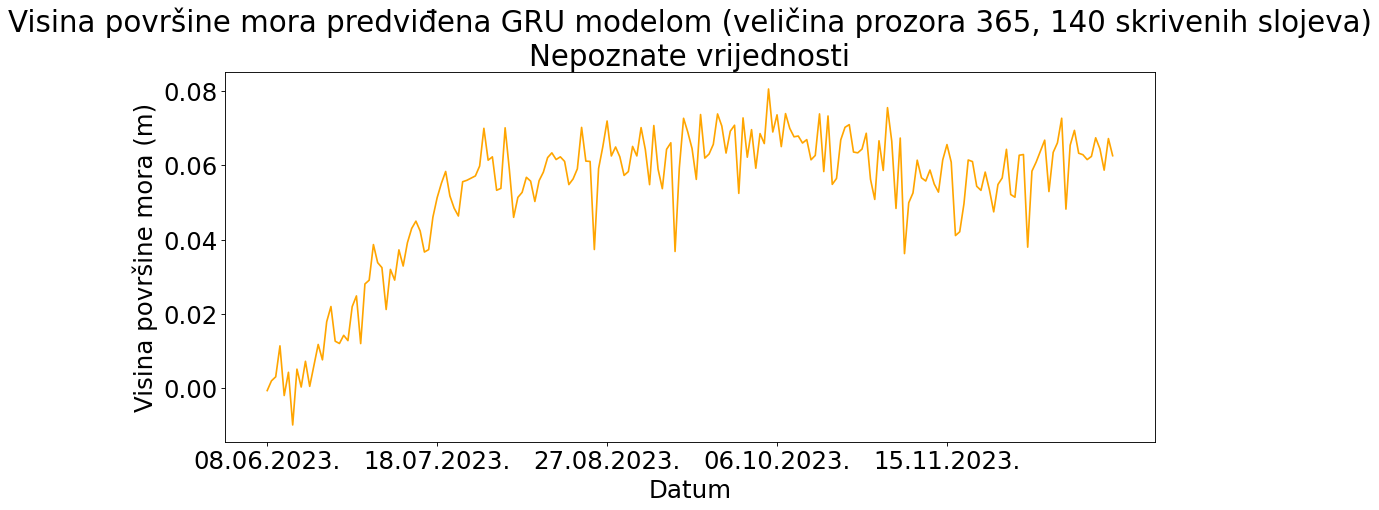 Visina površine mora predviđena GRU modelom (veličina prozora 365, 140 skrivenih slojeva)
Nepoznate vrijednosti
Visina površine mora (m)
0.08
0.06
0.04
0.02
0.00
08.06.2023. 18.07.2023. 27.08.2023. 06.10.2023. 15.11.2023.
Datum